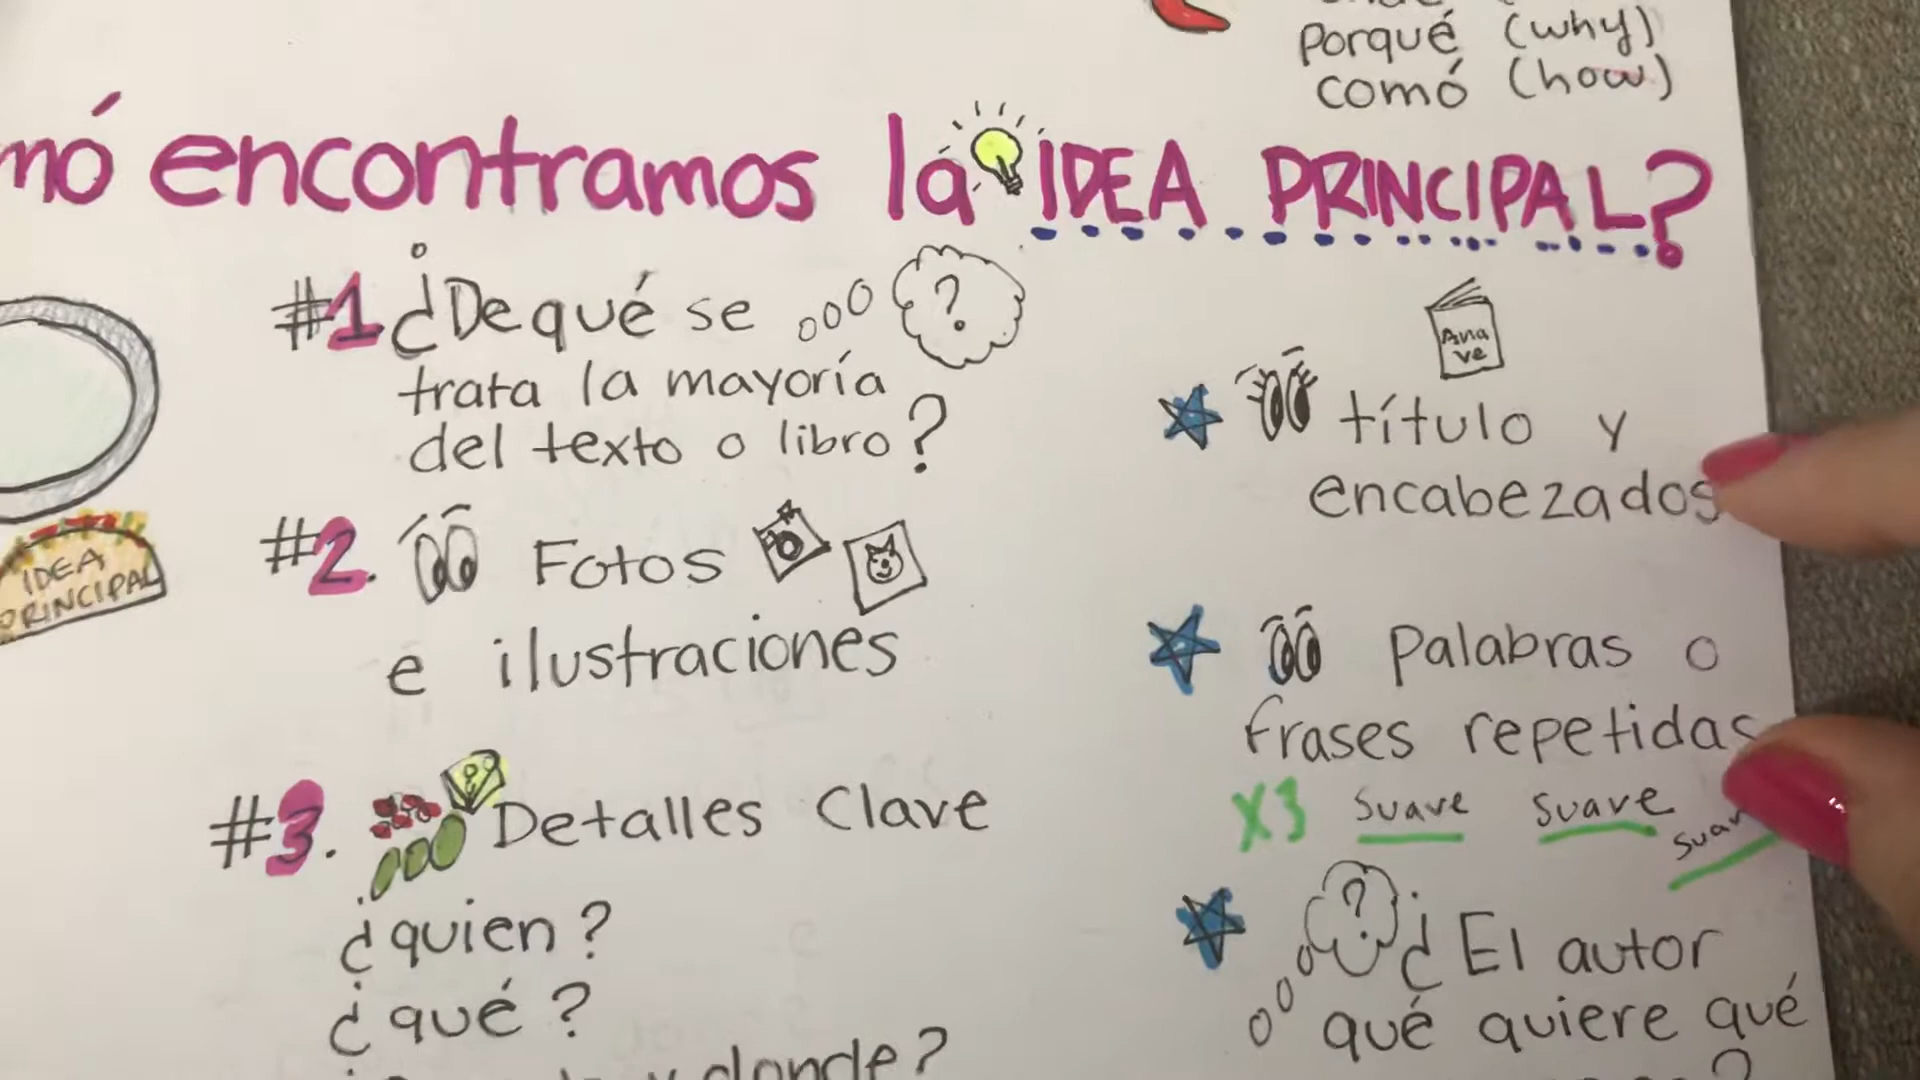 porqué (why)
comó (how)
mó encontramos la IDEA PRINCIPAL?
#1 ¿De qué se
trata la mayoría
del texto o libro?
#2. Fotos
e ilustraciones
IDEA
PRINCIPAL
#3. Detalles Clave
¿quien?
¿qué?
y donde?
Ana
ve
título y
encabezados
Palabras o
frases repetidas
X3 suave suave
¿El autor
qué quiere qué